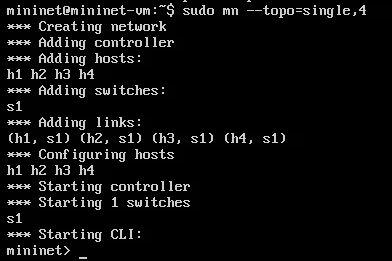 mininet@mininet-vm:~$ sudo mn --topo=single,4
*** Creating network
*** Adding controller
*** Adding hosts:
h1 h2 h3 h4
*** Adding switches:
s1
*** Adding links:
(h1, s1) (h2, s1) (h3, s1) (h4, s1)
*** Configuring hosts
h1 h2 h3 h4
*** Starting controller
*** Starting 1 switches
s1
*** Starting CLI:
mininet> _